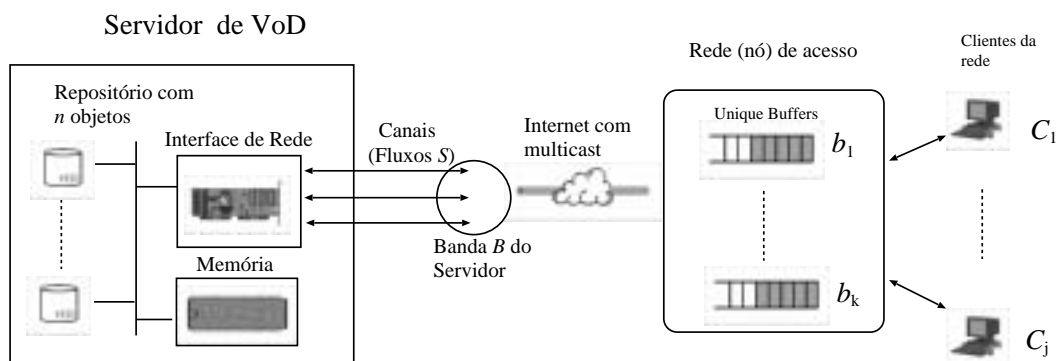 Servidor de VoD
Repositório com
n objetos
Interface de Rede
Memória
Canais
(Fluxos S)
Banda B do
Servidor
Internet com
multicast
Rede (nó) de acesso
Unique Buffers
b1
bk
Clientes da
rede
C1
Cj